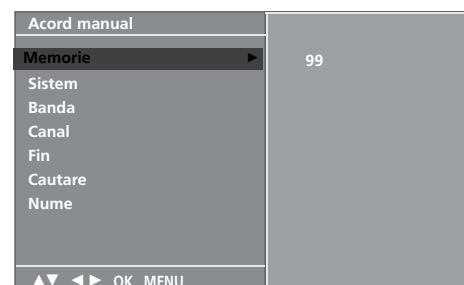 Acord manual
Memorie ► 99
Sistem
Banda
Canal
Fin
Cautare
Nume
▲▼ ◄► OK MENU